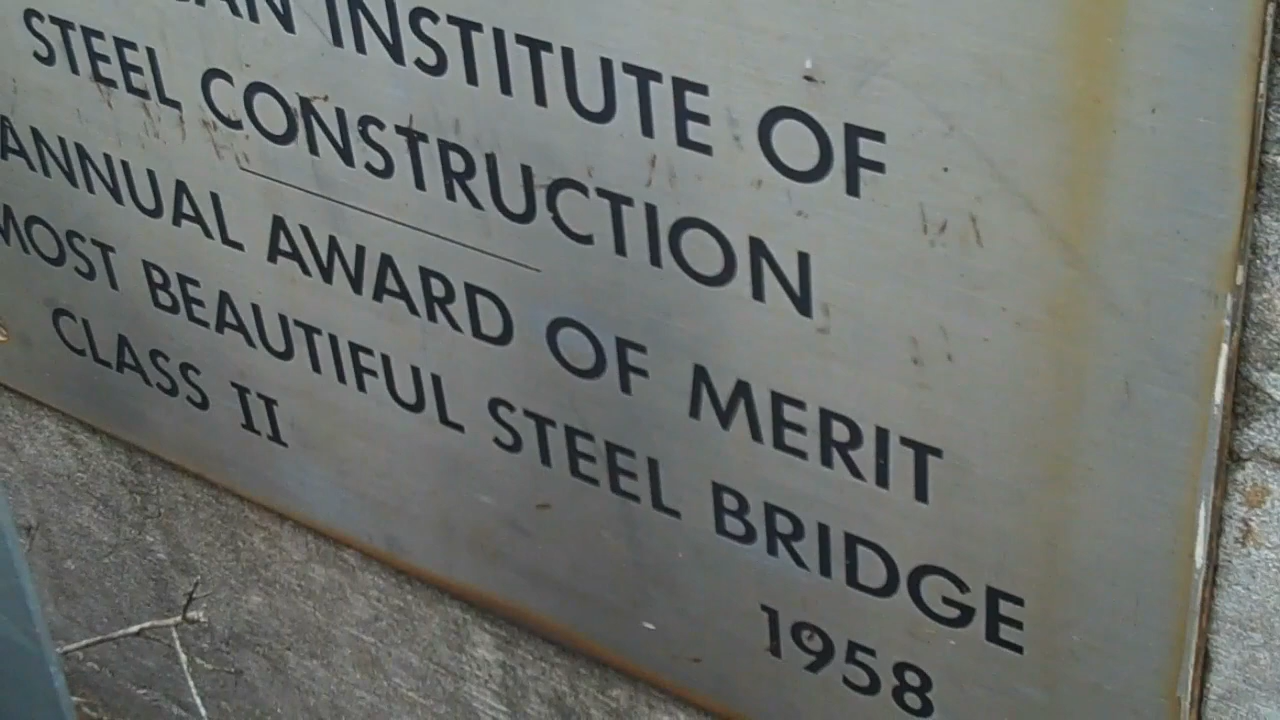 INSTITUTE OF
STEEL CONSTRUCTION
ANNUAL AWARD OF MERIT
MOST BEAUTIFUL STEEL BRIDGE
CLASS II
1958